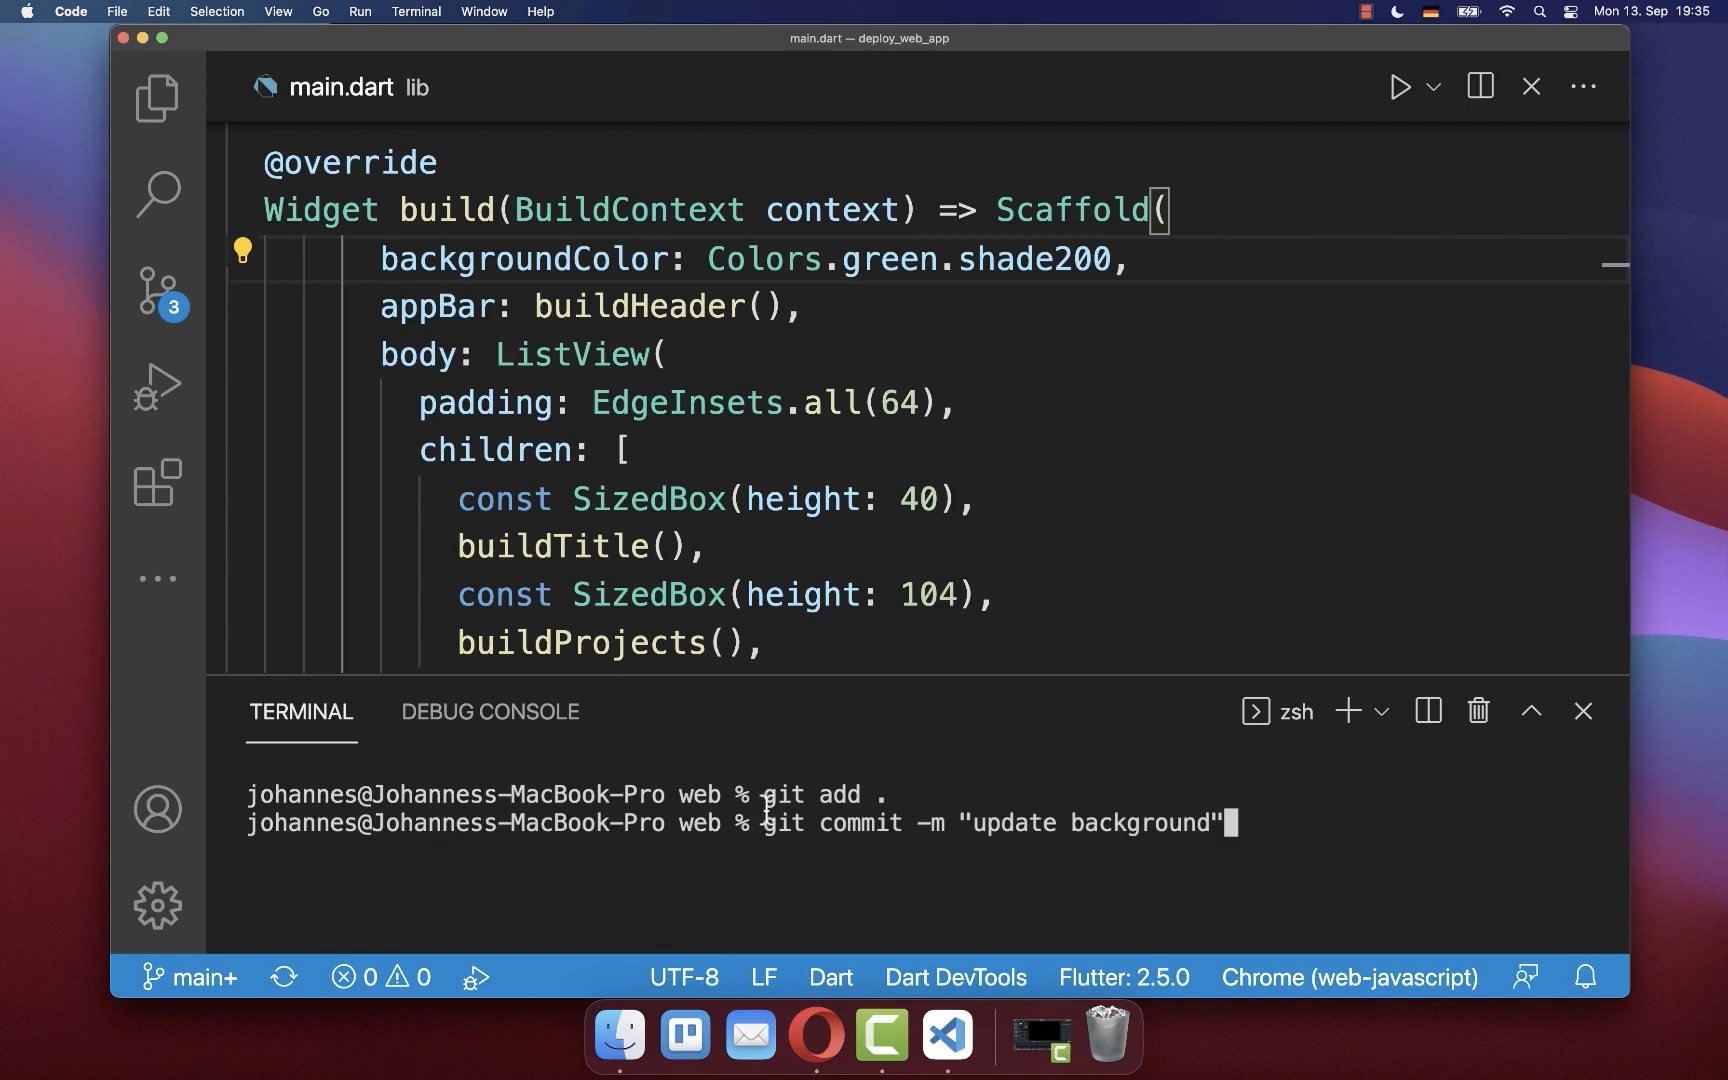 Code File Edit Selection View Go Run Terminal Window Help Mon 13. Sep 19:35
main.dart — deploy_web_app
main.dart lib
@override
Widget build(BuildContext context) => Scaffold(
backgroundColor: Colors.green.shade200,
appBar: buildHeader(),
body: ListView(
padding: EdgeInsets.all(64),
children: [
const SizedBox(height: 40),
buildTitle(),
const SizedBox(height: 104),
buildProjects(),
3
TERMINAL DEBUG CONSOLE zsh
johannes@Johanness-MacBook-Pro web % git add .
johannes@Johanness-MacBook-Pro web % git commit -m "update background"
main+ 0 0 UTF-8 LF Dart Dart DevTools Flutter: 2.5.0 Chrome (web-javascript)